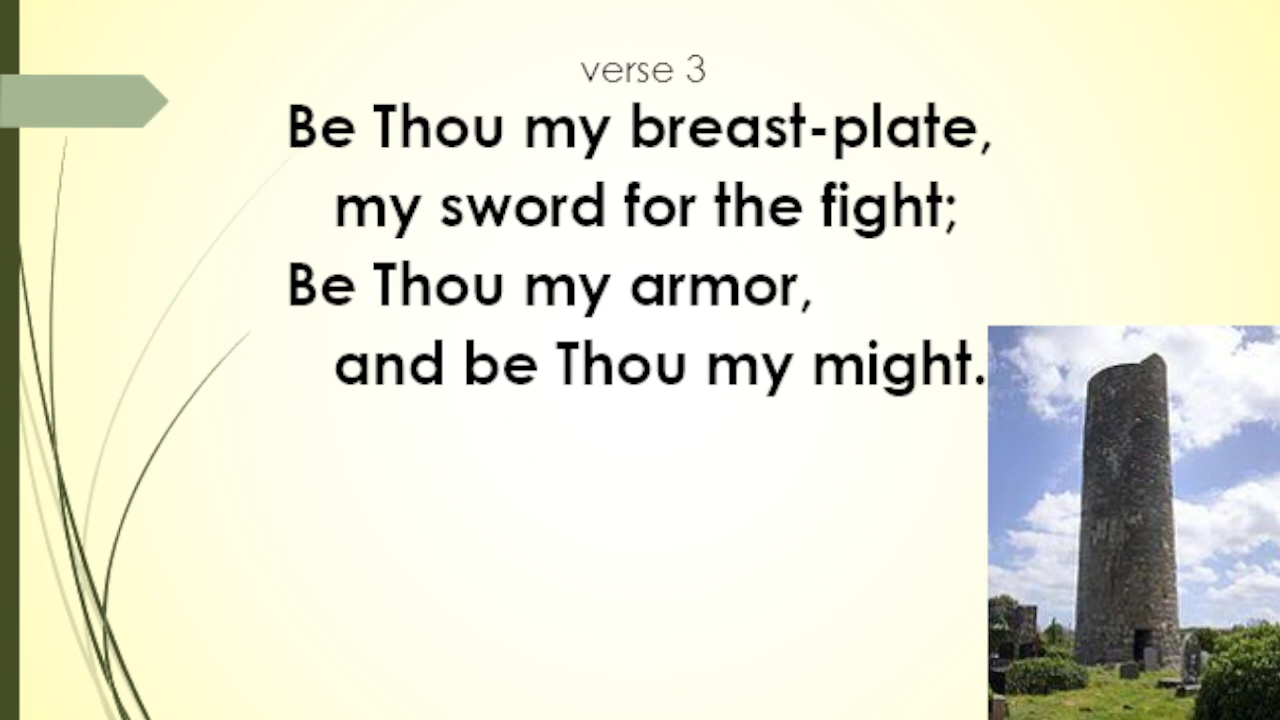 verse 3
Be Thou my breast-plate,
my sword for the fight;
Be Thou my armor,
and be Thou my might.